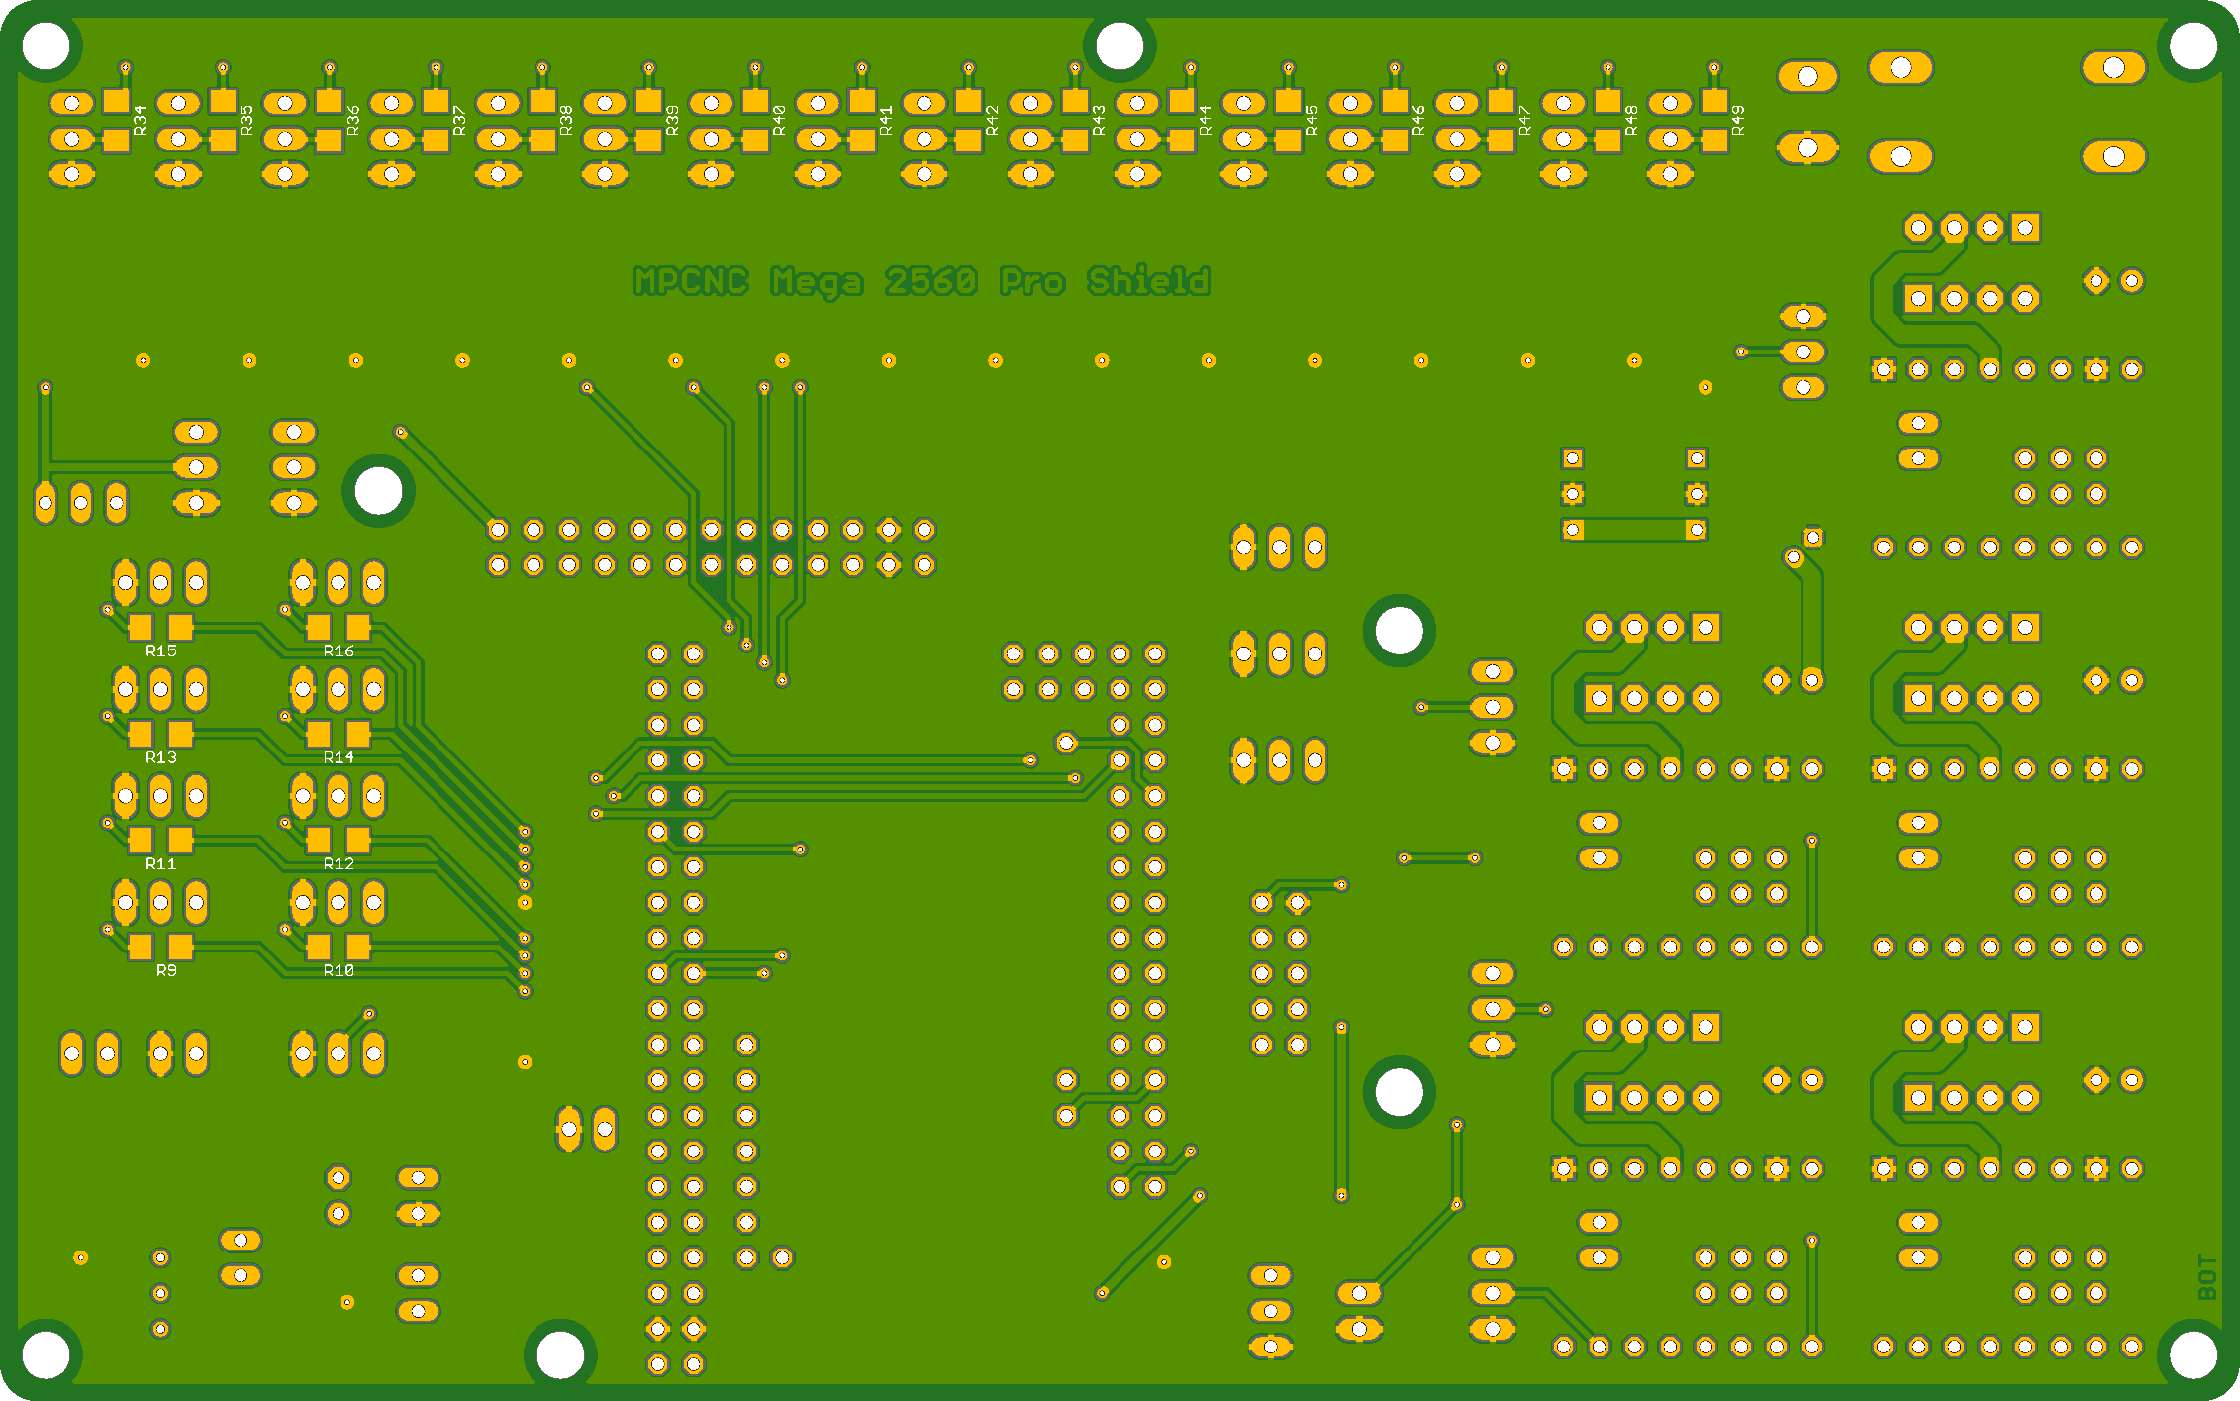 R34 R35 R36 R37 R38 R39 R40 R41 R42 R43 R44 R45 R46 R47 R48 R49
MPCNC Mega 2560 Pro Shield
R15 R16
R13 R14
R11 R12
R9 R10
BOT